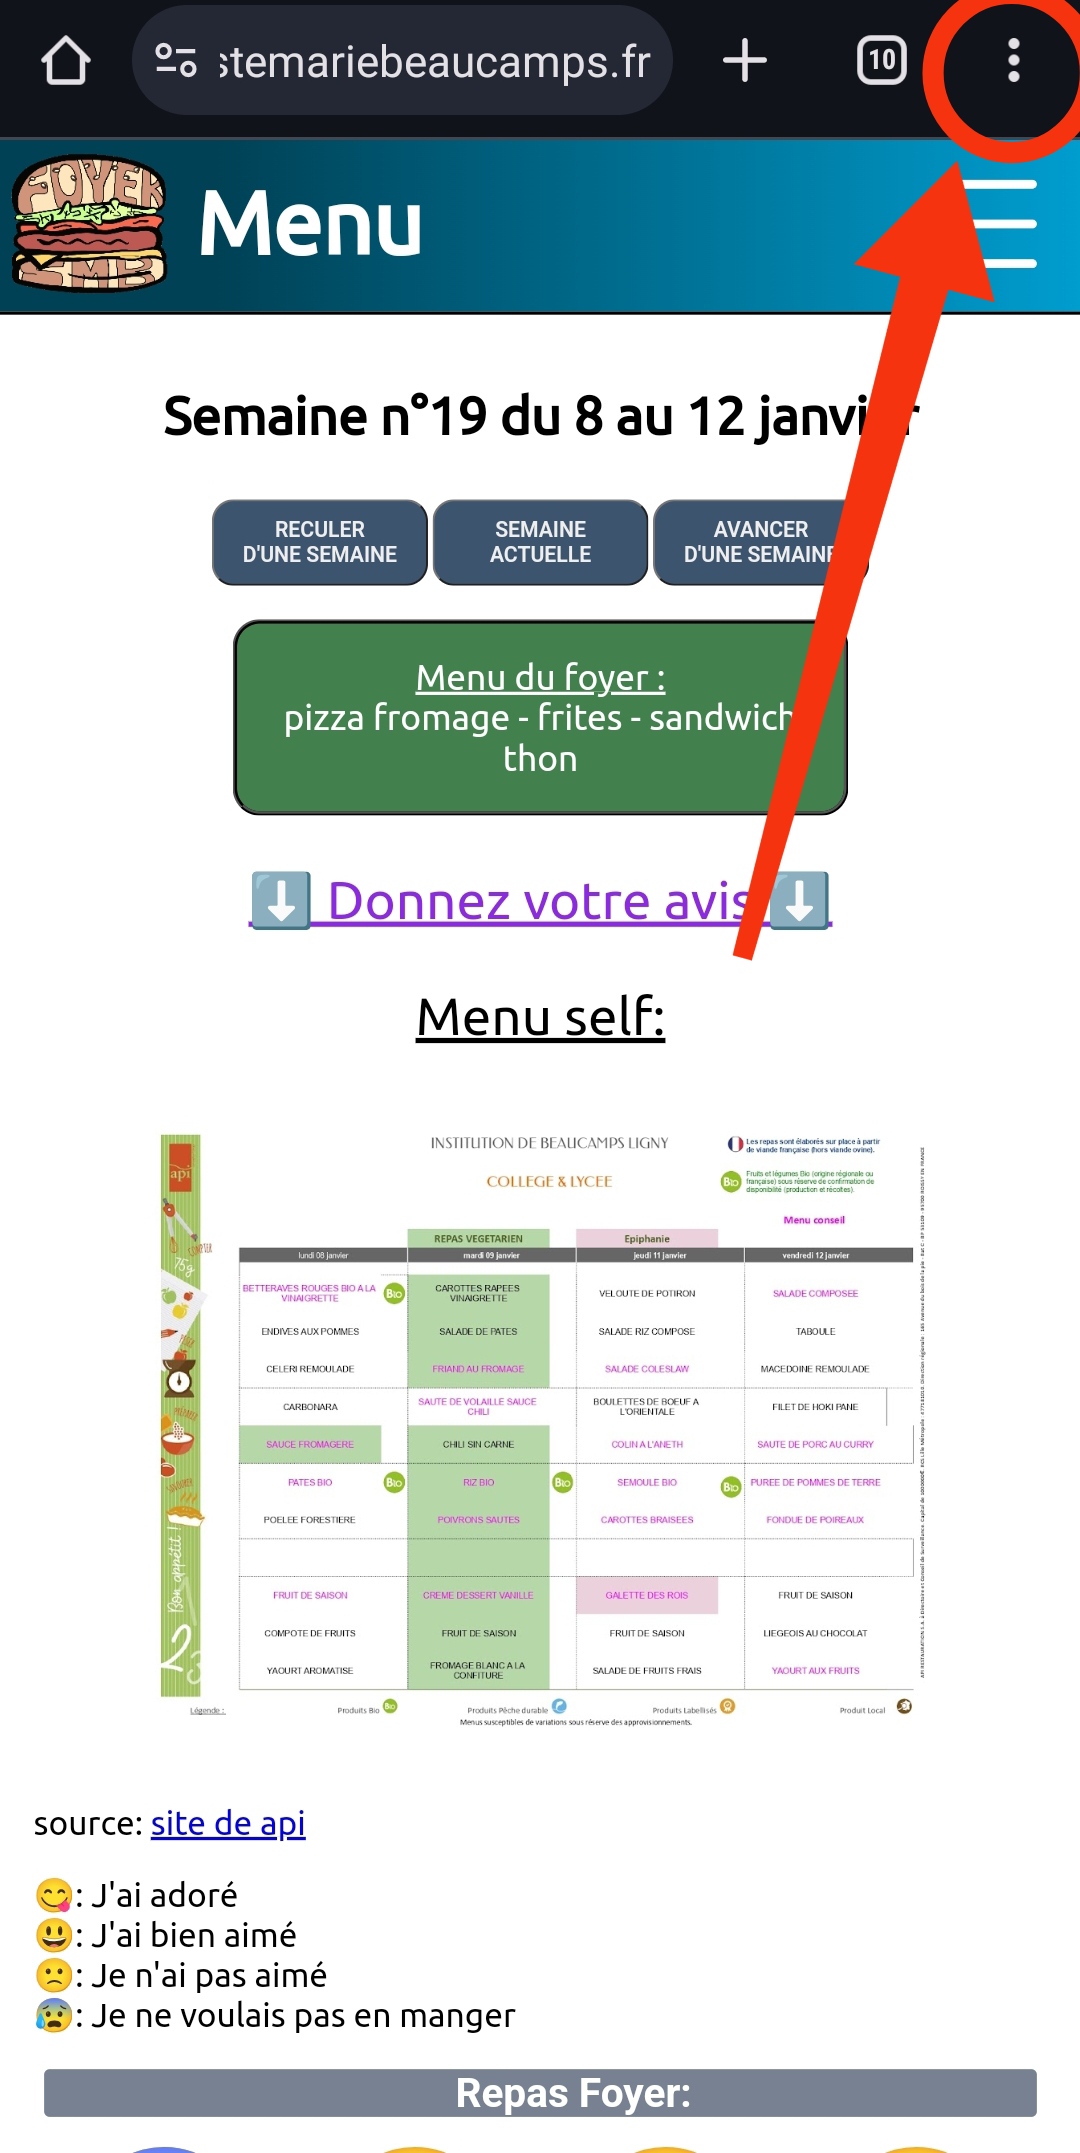 stemariebeaucamps.fr
10
FOYER
SMB
Menu
Semaine n°19 du 8 au 12 janvier
RECULER
D'UNE SEMAINE
SEMAINE
ACTUELLE
AVANCER
D'UNE SEMAINE
Menu du foyer :
pizza fromage - frites - sandwich
thon
⬇️ Donnez votre avis ⬇️
Menu self:
api
INSTITUTION DE BEAUCAMPS LIGNY
COLLEGE & LYCEE
Les repas sont élaborés sur place à partir
de viande française (hors viande ovine).
Bio
Fruits et légumes Bio (origine régionale ou
française) sous réserve de confirmation de
disponibilité (production et récoltes).
Menu conseil
REPAS VEGETARIEN
Epiphanie
lundi 08 janvier
mardi 09 janvier
jeudi 11 janvier
vendredi 12 janvier
BETTERAVES ROUGES BIO A LA
VINAIGRETTE
Bio
CAROTTES RAPEES
VINAIGRETTE
VELOUTE DE POTIRON
SALADE COMPOSEE
ENDIVES AUX POMMES
SALADE DE PATES
SALADE RIZ COMPOSE
TABOULE
CELERI REMOULADE
FRIAND AU FROMAGE
SALADE COLESLAW
MACEDOINE REMOULADE
CARBONARA
SAUTE DE VOLAILLE SAUCE
CHILI
BOULETTES DE BOEUF A
L'ORIENTALE
FILET DE HOKI PANE
SAUCE FROMAGERE
CHILI SIN CARNE
COLIN A L'ANETH
SAUTE DE PORC AU CURRY
PATES BIO
Bio
RIZ BIO
Bio
SEMOULE BIO
Bio
PUREE DE POMMES DE TERRE
POELEE FORESTIERE
POIVRONS SAUTES
CAROTTES BRAISEES
FONDUE DE POIREAUX
FRUIT DE SAISON
CREME DESSERT VANILLE
GALETTE DES ROIS
FRUIT DE SAISON
COMPOTE DE FRUITS
FRUIT DE SAISON
FRUIT DE SAISON
LIEGEOIS AU CHOCOLAT
YAOURT AROMATISE
FROMAGE BLANC A LA
CONFITURE
SALADE DE FRUITS FRAIS
YAOURT AUX FRUITS
75g
Bon appétit !
Légende :
Produits Bio
Bio
Produits Pêche durable
Produits Labellisés
Produit Local
Menus susceptibles de variations sous réserve des approvisionnements.
source: site de api
😋: J'ai adoré
😃: J'ai bien aimé
🙁: Je n'ai pas aimé
😰: Je ne voulais pas en manger
Repas Foyer: